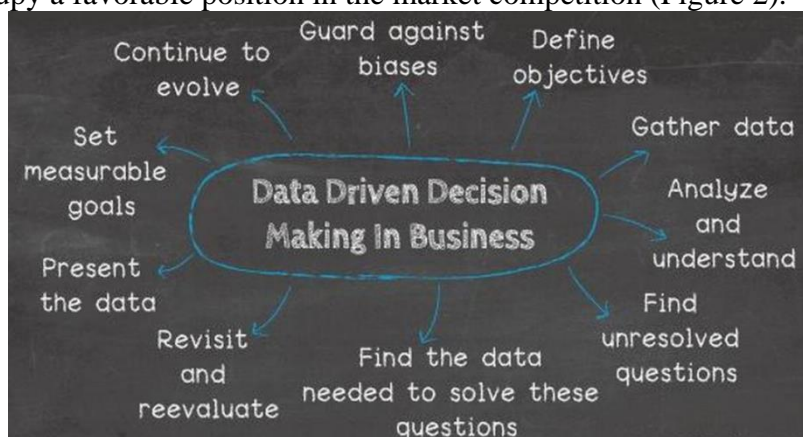 upy a favorable position in the market competition (Figure 2).
Guard against
biases
Define
objectives
Gather data
Analyze
and
understand
Find
unresolved
questions
Find the data
needed to solve these
questions
Revisit
and
reevaluate
Present
the data
Set
measurable
goals
Continue to
evolve
Data Driven Decision
Making In Business